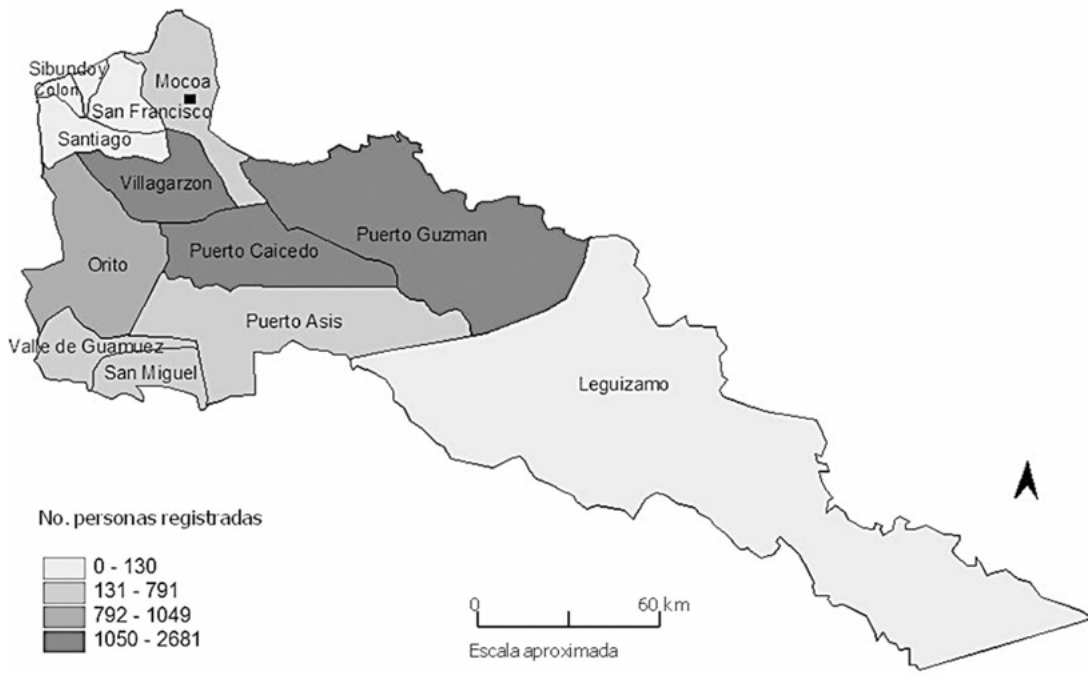 Sibundoy
Mocoa
Colon
San Francisco
Santiago
Villagarzon
Puerto Guzman
Puerto Caicedo
Orito
Puerto Asis
Valle de Guamuez
San Miguel
Leguizamo
No. personas registradas
0 - 130
131 - 791
792 - 1049
1050 - 2681
0 60 km
Escala aproximada